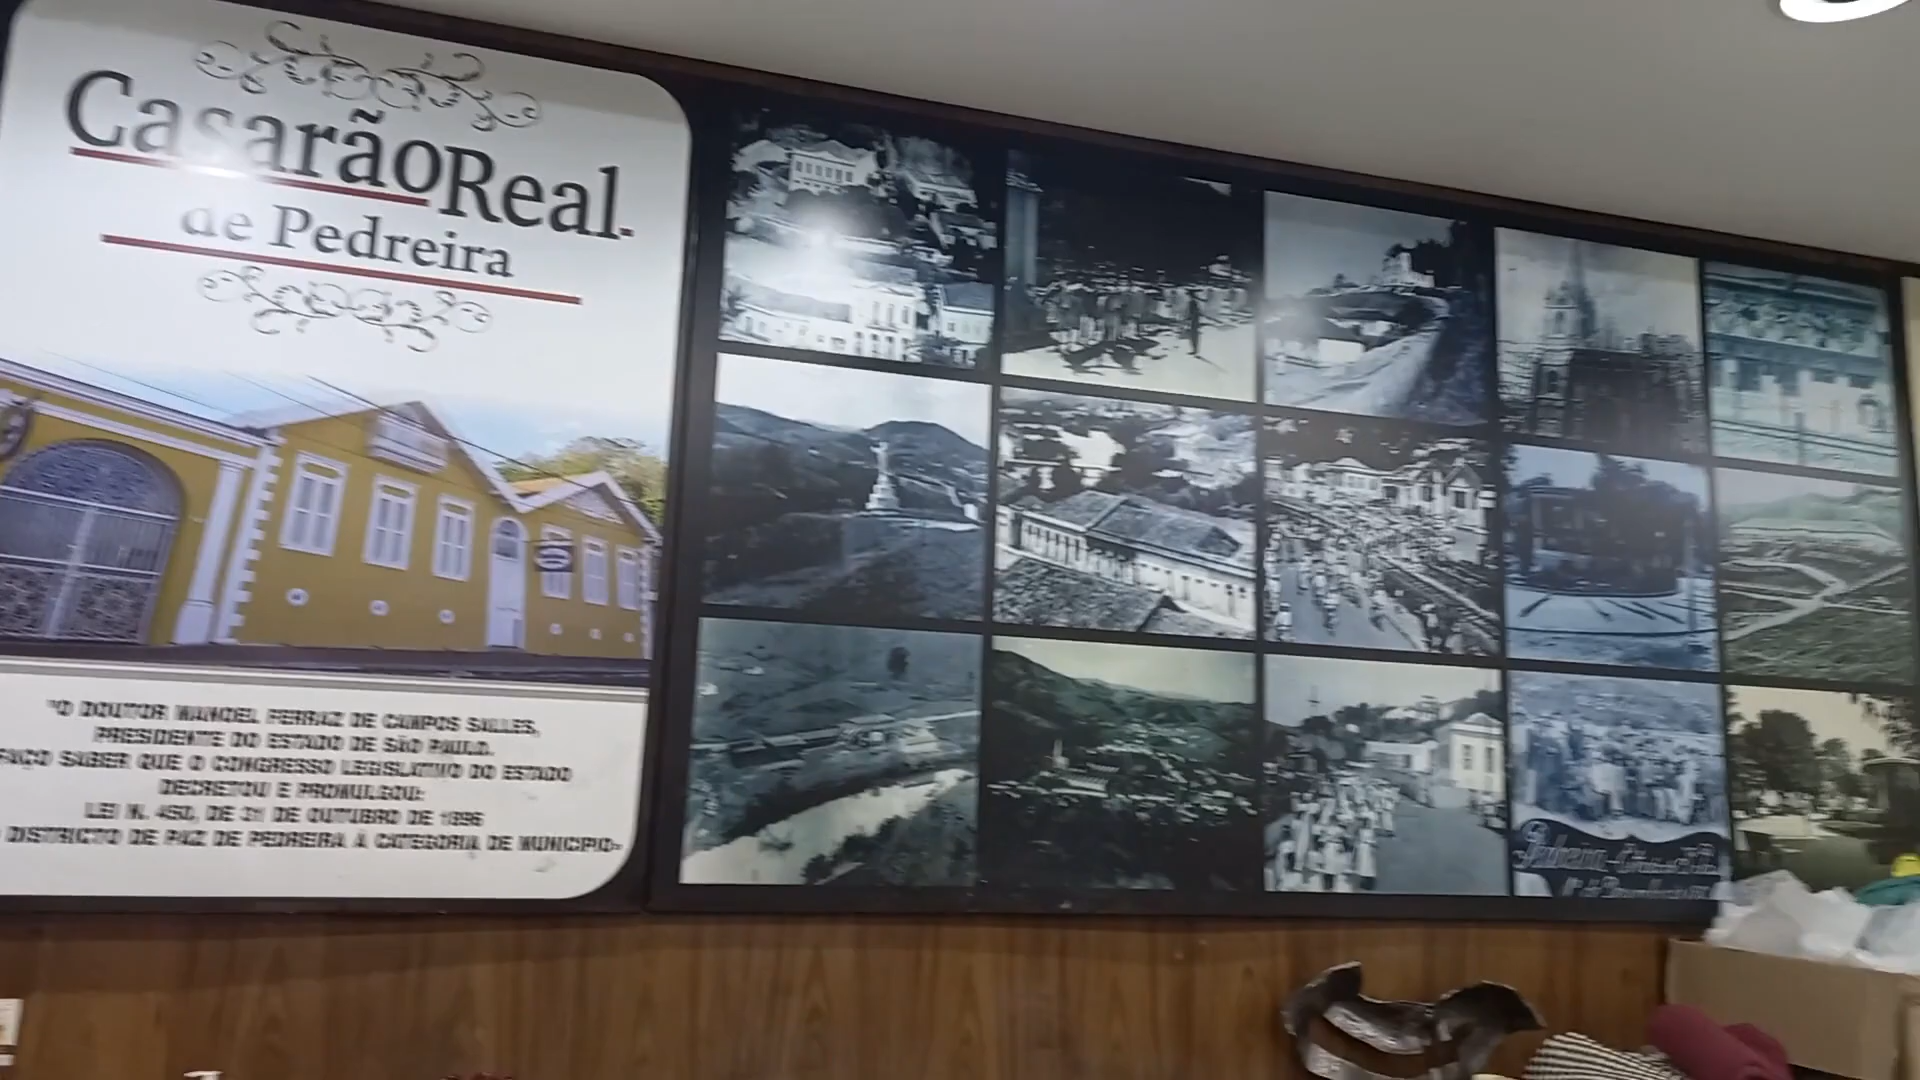 CasarãoReal.
de Pedreira
"O DOUTOR MANOEL FERRAZ DE CAMPOS SALLES,
PRESIDENTE DO ESTADO DE SÃO PAULO.
FAÇO SABER QUE O CONGRESSO LEGISLATIVO DO ESTADO
DECRETOU E PROMULGOU:
LEI N. 450, DE 31 DE OUTUBRO DE 1896
DISTRICTO DE PAZ DE PEDREIRA À CATEGORIA DE MUNICIPIO"
Pedreira